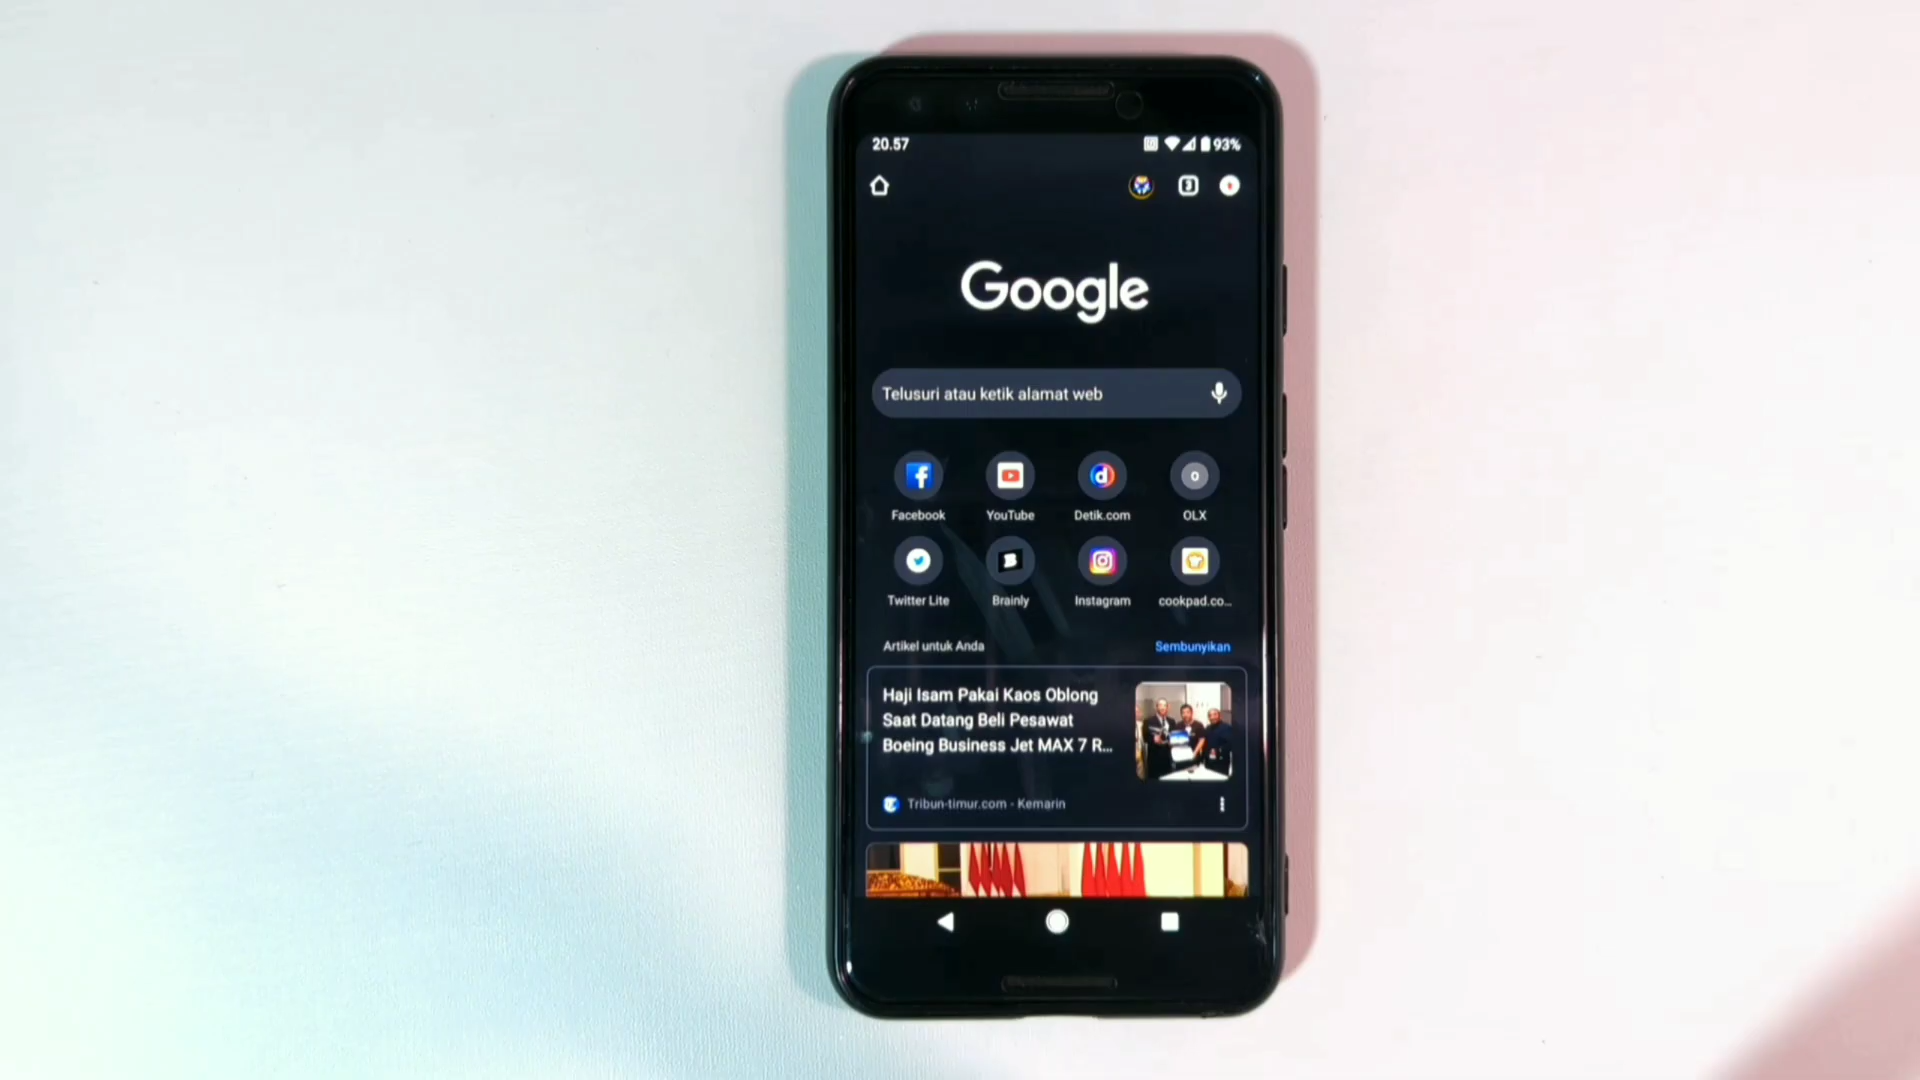 20.57
93%
3
Google
Telusuri atau ketik alamat web
Facebook
YouTube
Detik.com
OLX
Twitter Lite
Brainly
Instagram
cookpad.co...
Artikel untuk Anda
Sembunyikan
Haji Isam Pakai Kaos Oblong
Saat Datang Beli Pesawat
Boeing Business Jet MAX 7 R...
Tribun-timur.com - Kemarin